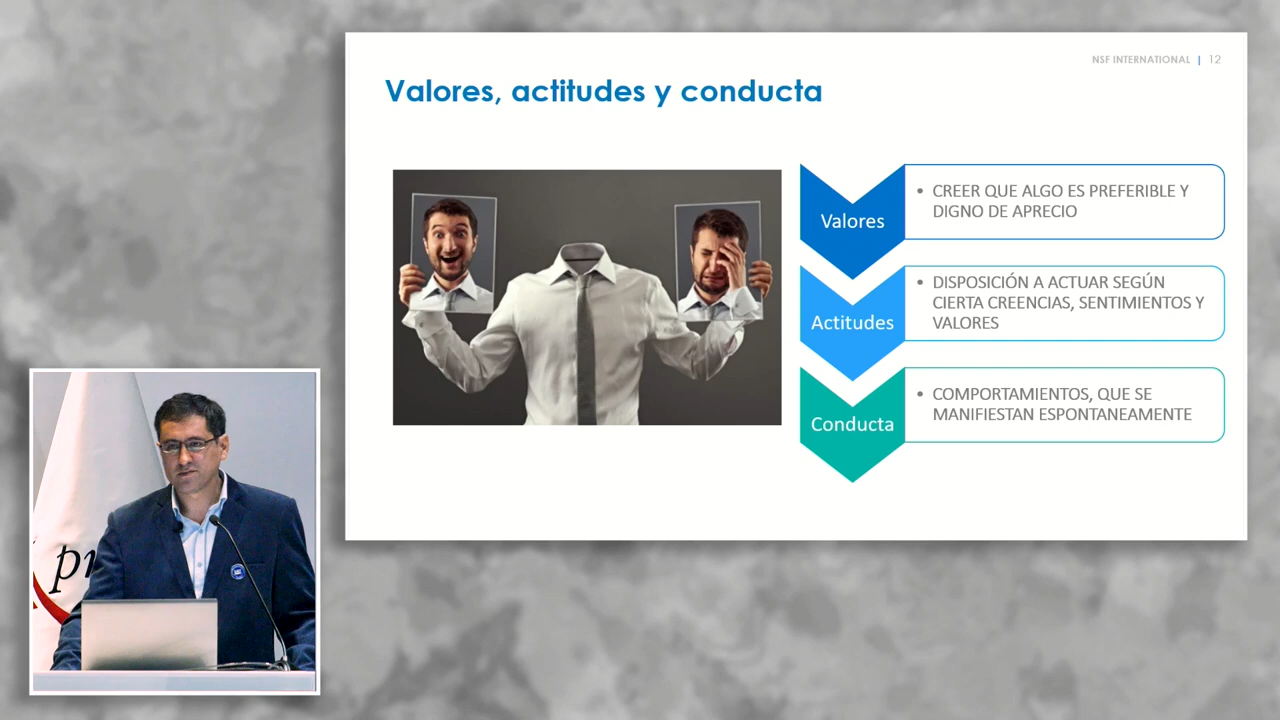 NSF INTERNATIONAL | 12
Valores, actitudes y conducta
Valores
• CREER QUE ALGO ES PREFERIBLE Y
DIGNO DE APRECIO
Actitudes
• DISPOSICIÓN A ACTUAR SEGÚN
CIERTA CREENCIAS, SENTIMIENTOS Y
VALORES
Conducta
• COMPORTAMIENTOS, QUE SE
MANIFIESTAN ESPONTANEAMENTE